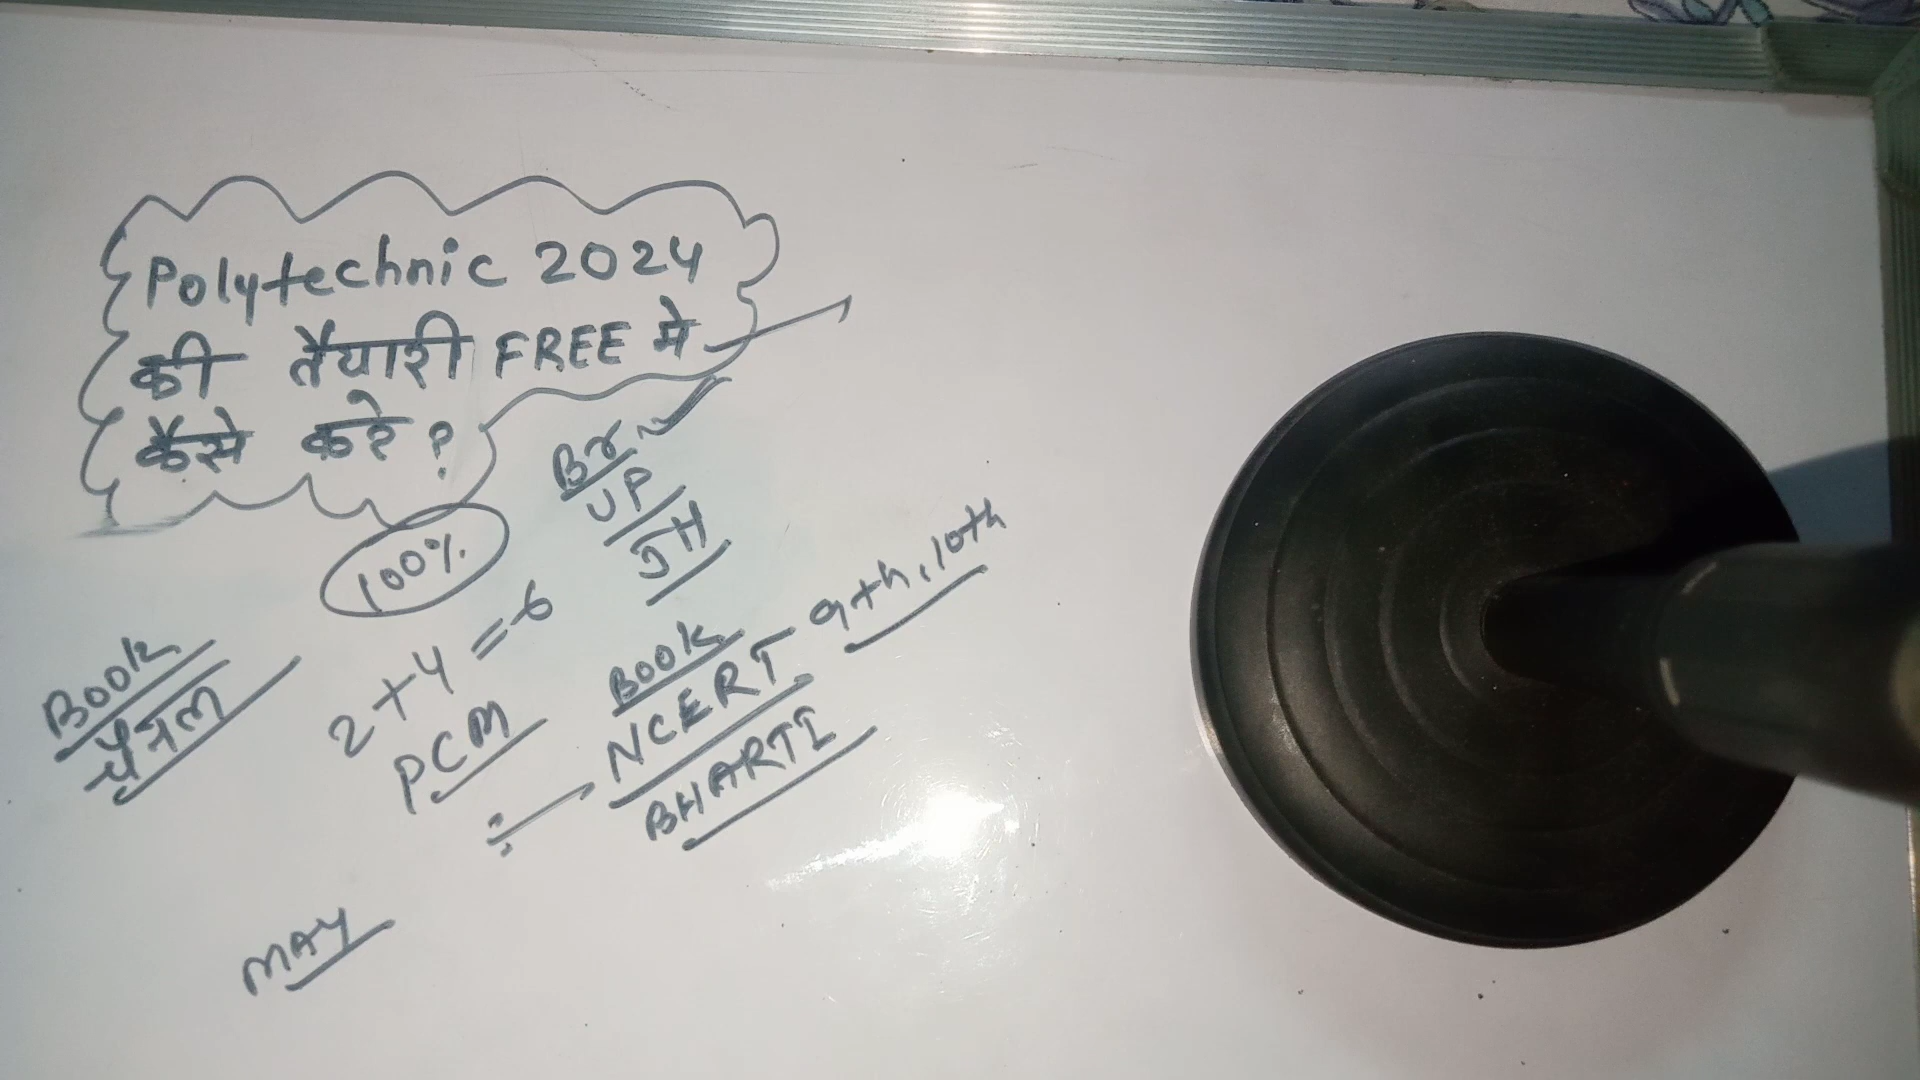 Polytechnic 2024
की तैयारी FREE मे
कैसे करे ?
100%
Br
UP
JH
Book
चैनल
2+4=6
PCM
Book
NCERT 9th, 10th
BHARTI
MAY